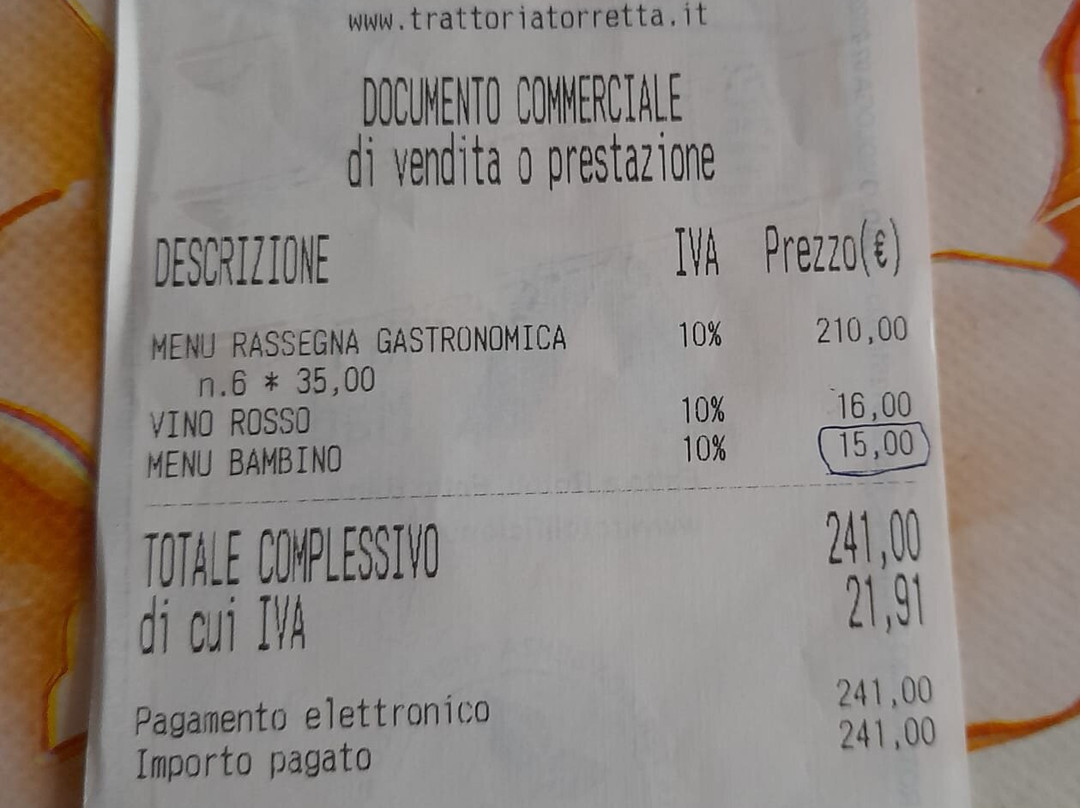 www.trattoriatorretta.it
DOCUMENTO COMMERCIALE
di vendita o prestazione
DESCRIZIONE IVA Prezzo(€)
MENU RASSEGNA GASTRONOMICA 10% 210,00
n.6 * 35,00
VINO ROSSO 10% 16,00
MENU BAMBINO 10% 15,00
TOTALE COMPLESSIVO 241,00
di cui IVA 21,91
Pagamento elettronico 241,00
Importo pagato 241,00